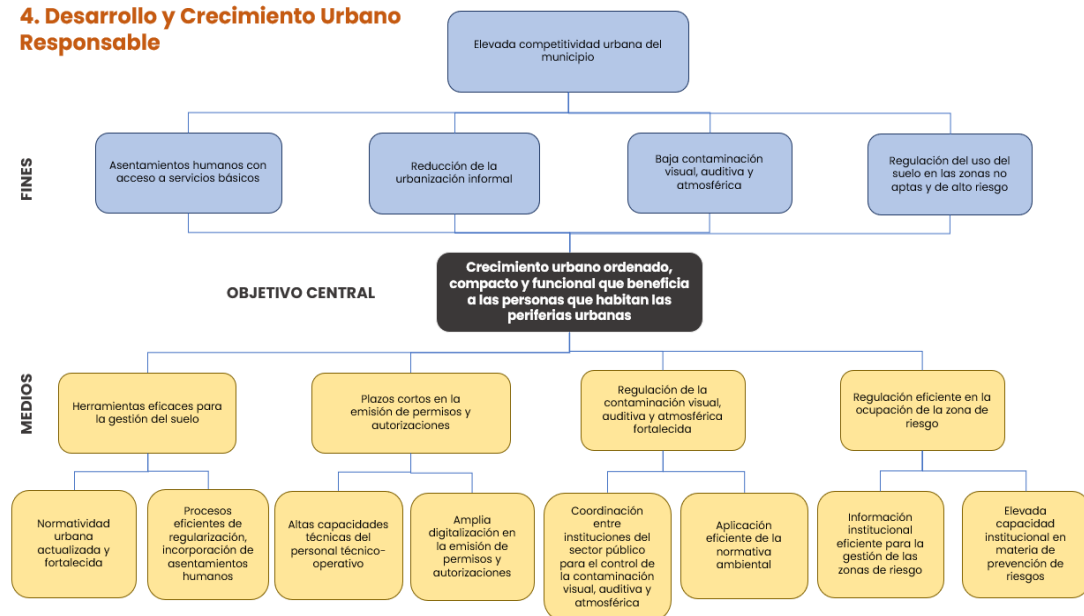 4. Desarrollo y Crecimiento Urbano
Responsable
Elevada competitividad urbana del
municipio
FINES
Asentamientos humanos con
acceso a servicios básicos
Reducción de la
urbanización informal
Baja contaminación
visual, auditiva y
atmosférica
Regulación del uso del
suelo en las zonas no
aptas y de alto riesgo
OBJETIVO CENTRAL
Crecimiento urbano ordenado,
compacto y funcional que beneficia
a las personas que habitan las
periferias urbanas
MEDIOS
Herramientas eficaces para
la gestión del suelo
Plazos cortos en la
emisión de permisos y
autorizaciones
Regulación de la
contaminación visual,
auditiva y atmosférica
fortalecida
Regulación eficiente en la
ocupación de la zona de
riesgo
Normatividad
urbana
actualizada y
fortalecida
Procesos
eficientes de
regularización,
incorporación de
asentamientos
humanos
Altas capacidades
técnicas del
personal técnico-
operativo
Amplia
digitalización en
la emisión de
permisos y
autorizaciones
Coordinación
entre
instituciones del
sector público
para el control de
la contaminación
visual, auditiva y
atmosférica
Aplicación
eficiente de la
normativa
ambiental
Información
institucional
eficiente para la
gestión de las
zonas de riesgo
Elevada
capacidad
institucional en
materia de
prevención de
riesgos